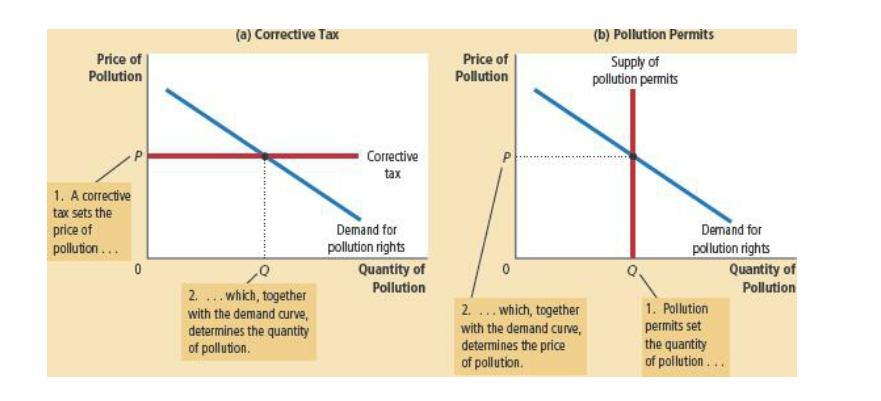 (a) Corrective Tax
Price of
Pollution
P
Corrective
tax
1. A corrective
tax sets the
price of
pollution . . .
Demand for
pollution rights
0
Q
Quantity of
Pollution
2. . . . which, together
with the demand curve,
determines the quantity
of pollution.
(b) Pollution Permits
Price of
Pollution
Supply of
pollution permits
P
Demand for
pollution rights
0
Q
Quantity of
Pollution
2. . . . which, together
with the demand curve,
determines the price
of pollution.
1. Pollution
permits set
the quantity
of pollution . . .